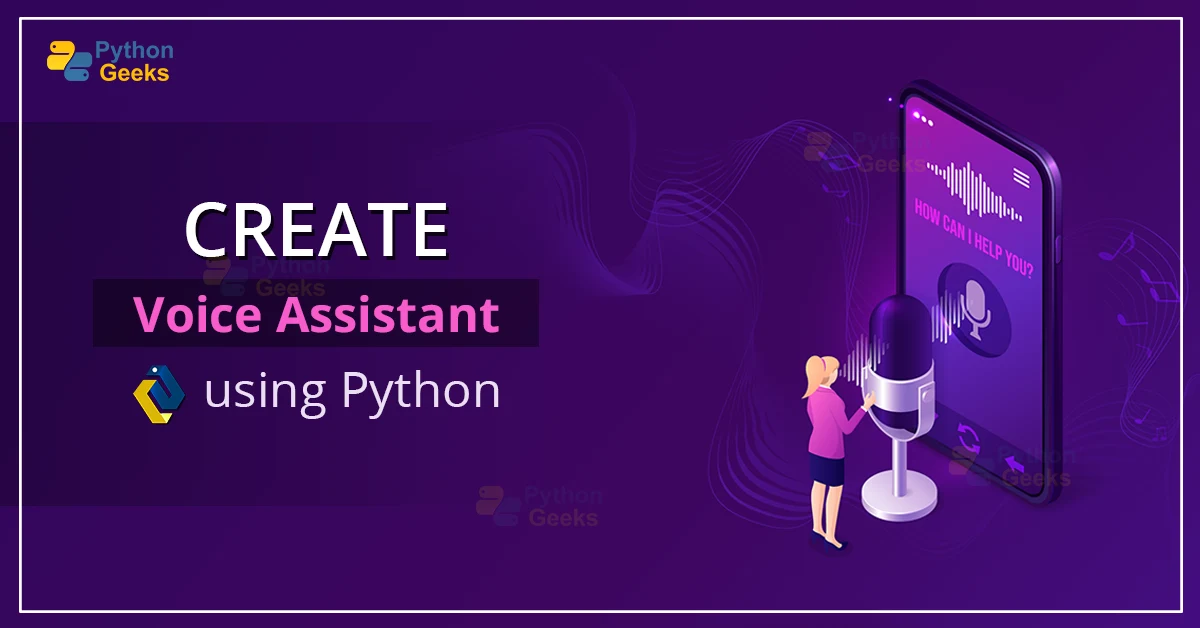 Python
Geeks
CREATE
Voice Assistant
using Python
HOW CAN I HELP YOU?
Python
Geeks
Python
Geeks
Python
Geeks
Python
Geeks